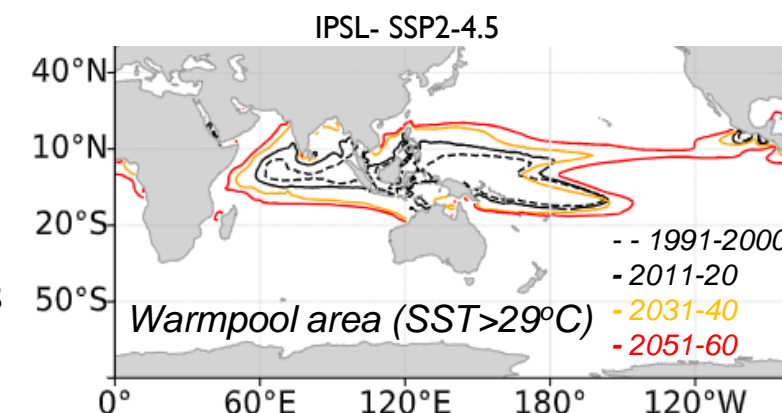 IPSL- SSP2-4.5
40°N
10°N
20°S
50°S
- - 1991-2000
- 2011-20
- 2031-40
- 2051-60
Warmpool area (SST>29°C)
0° 60°E 120°E 180° 120°W